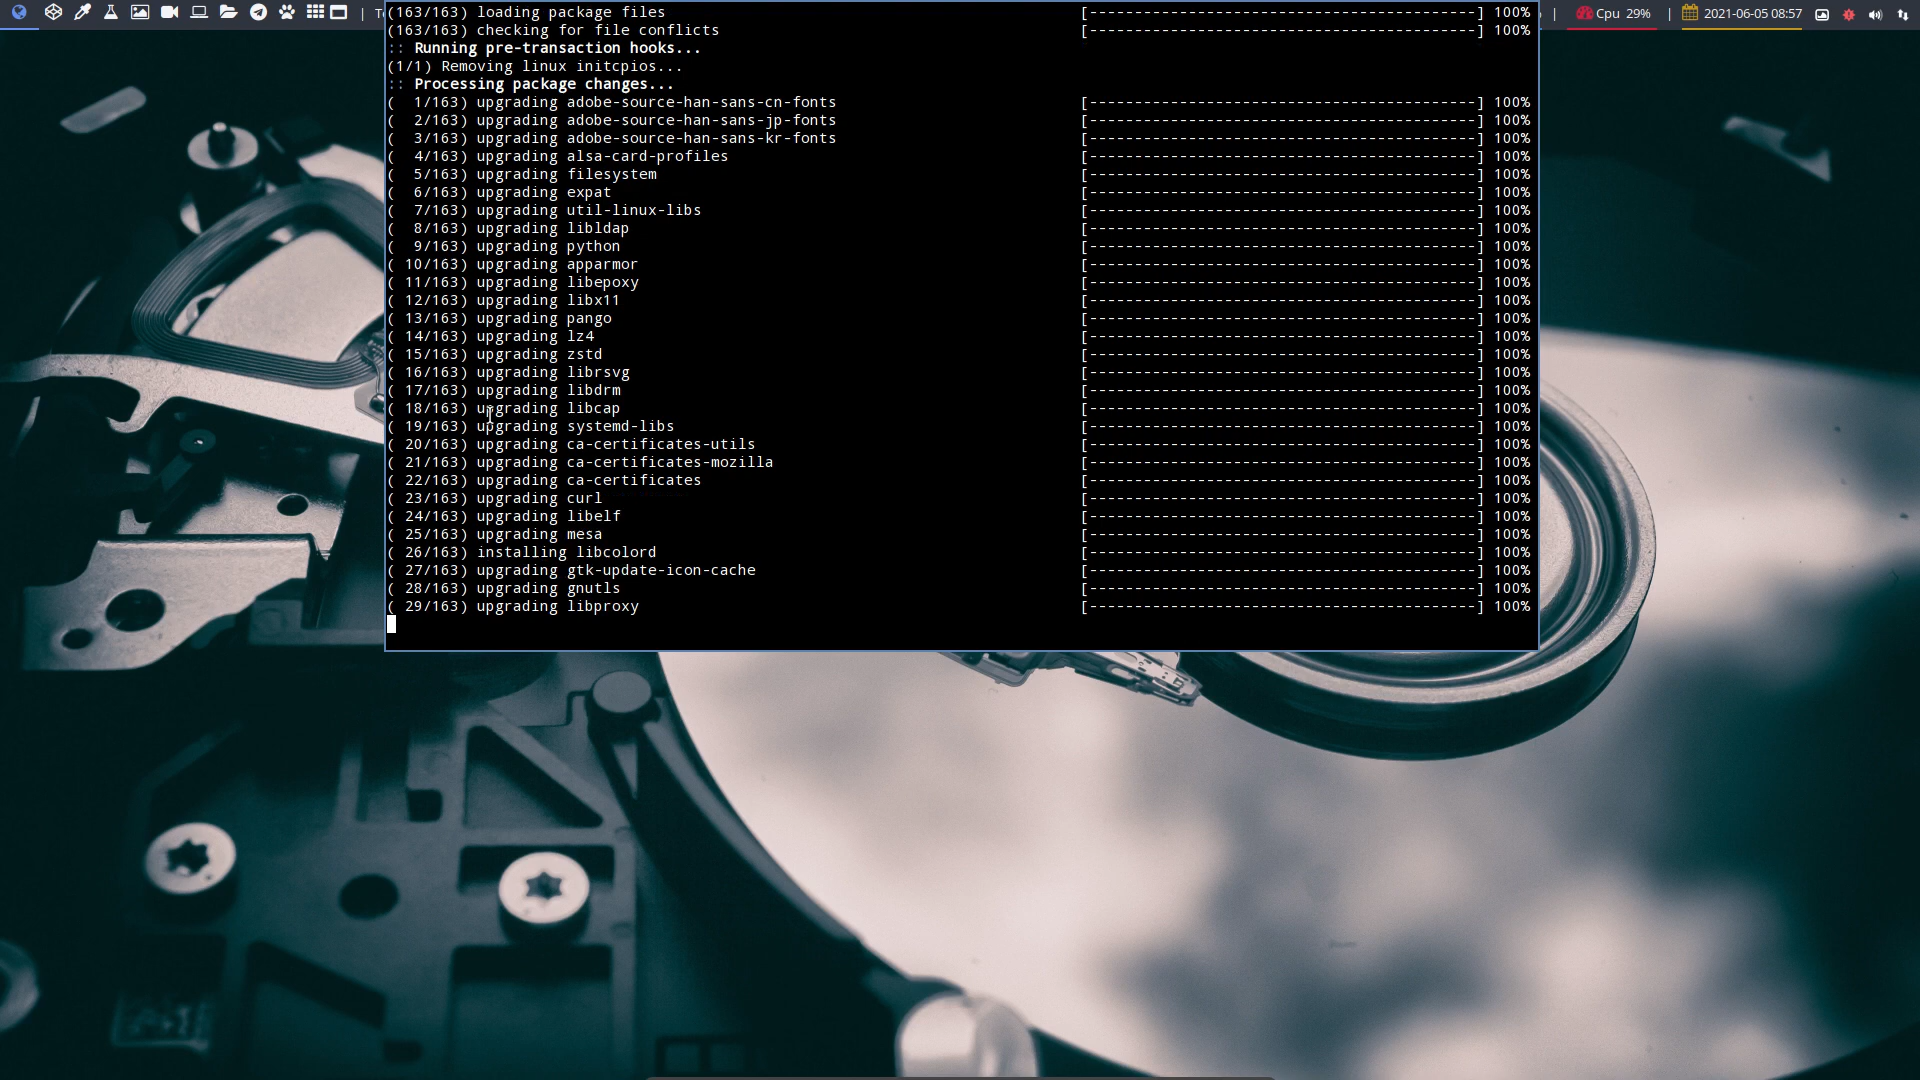 | T
(163/163) loading package files [-------------------------------------------] 100%
(163/163) checking for file conflicts [-------------------------------------------] 100%
:: Running pre-transaction hooks...
(1/1) Removing linux initcpios...
:: Processing package changes...
(  1/163) upgrading adobe-source-han-sans-cn-fonts [-------------------------------------------] 100%
(  2/163) upgrading adobe-source-han-sans-jp-fonts [-------------------------------------------] 100%
(  3/163) upgrading adobe-source-han-sans-kr-fonts [-------------------------------------------] 100%
(  4/163) upgrading alsa-card-profiles [-------------------------------------------] 100%
(  5/163) upgrading filesystem [-------------------------------------------] 100%
(  6/163) upgrading expat [-------------------------------------------] 100%
(  7/163) upgrading util-linux-libs [-------------------------------------------] 100%
(  8/163) upgrading libldap [-------------------------------------------] 100%
(  9/163) upgrading python [-------------------------------------------] 100%
( 10/163) upgrading apparmor [-------------------------------------------] 100%
( 11/163) upgrading libepoxy [-------------------------------------------] 100%
( 12/163) upgrading libx11 [-------------------------------------------] 100%
( 13/163) upgrading pango [-------------------------------------------] 100%
( 14/163) upgrading lz4 [-------------------------------------------] 100%
( 15/163) upgrading zstd [-------------------------------------------] 100%
( 16/163) upgrading librsvg [-------------------------------------------] 100%
( 17/163) upgrading libdrm [-------------------------------------------] 100%
( 18/163) upgrading libcap [-------------------------------------------] 100%
( 19/163) upgrading systemd-libs [-------------------------------------------] 100%
( 20/163) upgrading ca-certificates-utils [-------------------------------------------] 100%
( 21/163) upgrading ca-certificates-mozilla [-------------------------------------------] 100%
( 22/163) upgrading ca-certificates [-------------------------------------------] 100%
( 23/163) upgrading curl [-------------------------------------------] 100%
( 24/163) upgrading libelf [-------------------------------------------] 100%
( 25/163) upgrading mesa [-------------------------------------------] 100%
( 26/163) installing libcolord [-------------------------------------------] 100%
( 27/163) upgrading gtk-update-icon-cache [-------------------------------------------] 100%
( 28/163) upgrading gnutls [-------------------------------------------] 100%
( 29/163) upgrading libproxy [-------------------------------------------] 100%
| Cpu 29% | 2021-06-05 08:57